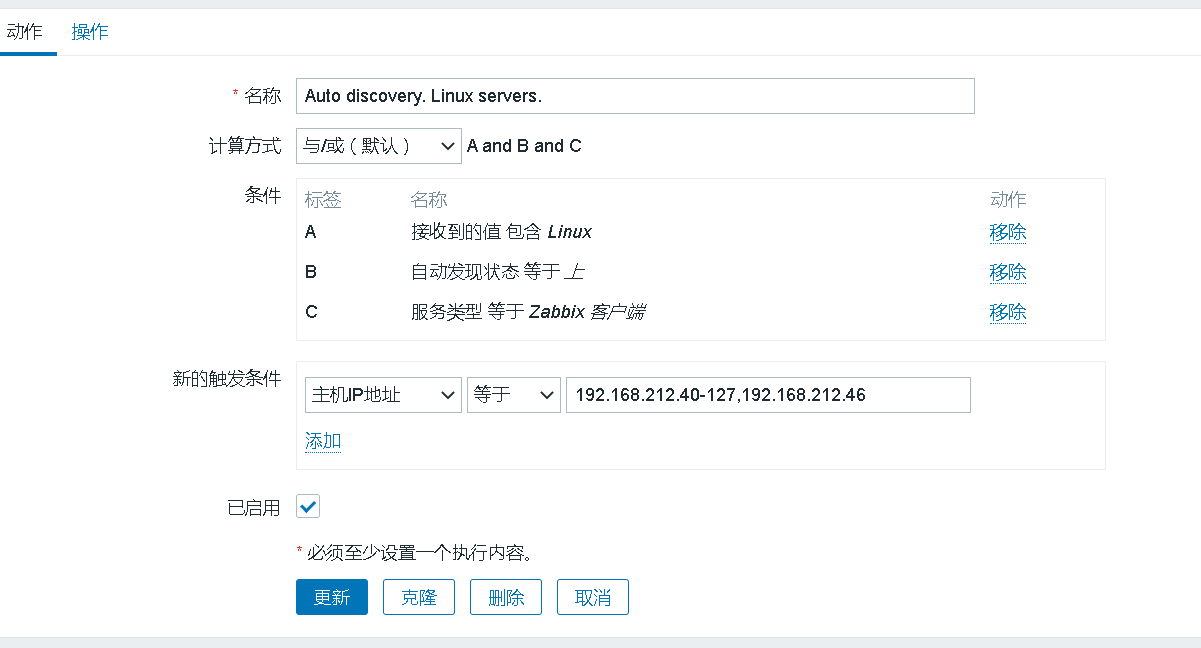 动作 操作
* 名称 Auto discovery. Linux servers.
计算方式 与/或 ( 默认 ) A and B and C
条件 标签 名称 动作
A 接收到的值 包含 Linux 移除
B 自动发现状态 等于 上 移除
C 服务类型 等于 Zabbix 客户端 移除
新的触发条件 主机IP地址 等于 192.168.212.40-127,192.168.212.46
添加
已启用
* 必须至少设置一个执行内容。
更新 克隆 删除 取消